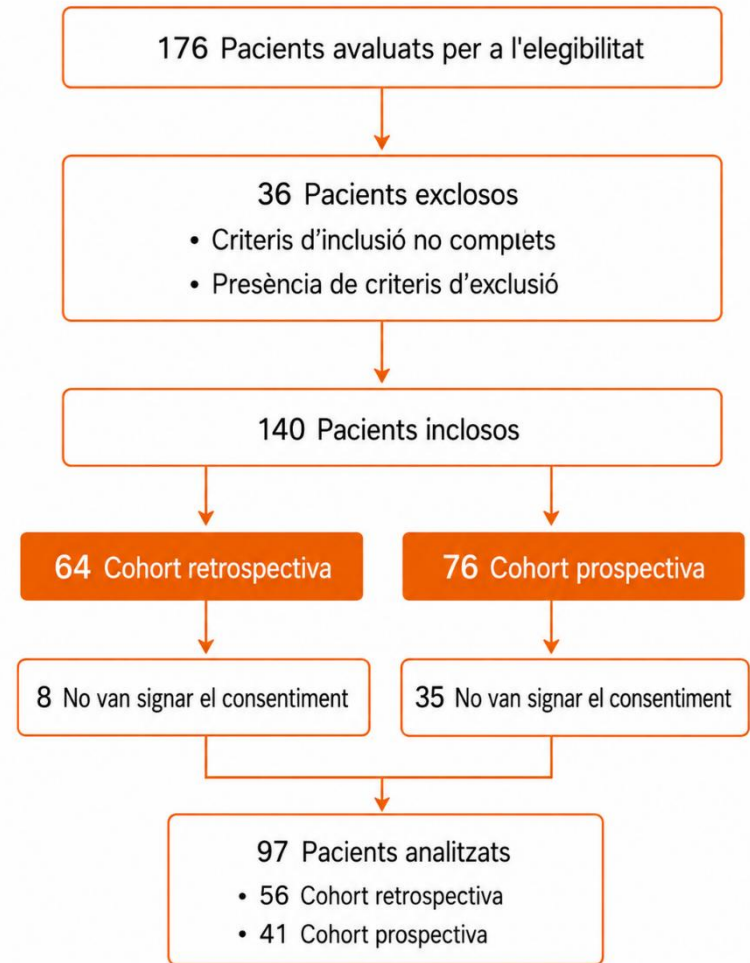 176 Pacients avaluats per a l'elegibilitat
36 Pacients exclosos
• Criteris d’inclusió no complets
• Presència de criteris d’exclusió
140 Pacients inclosos
64 Cohort retrospectiva
76 Cohort prospectiva
8 No van signar el consentiment
35 No van signar el consentiment
97 Pacients analitzats
• 56 Cohort retrospectiva
• 41 Cohort prospectiva